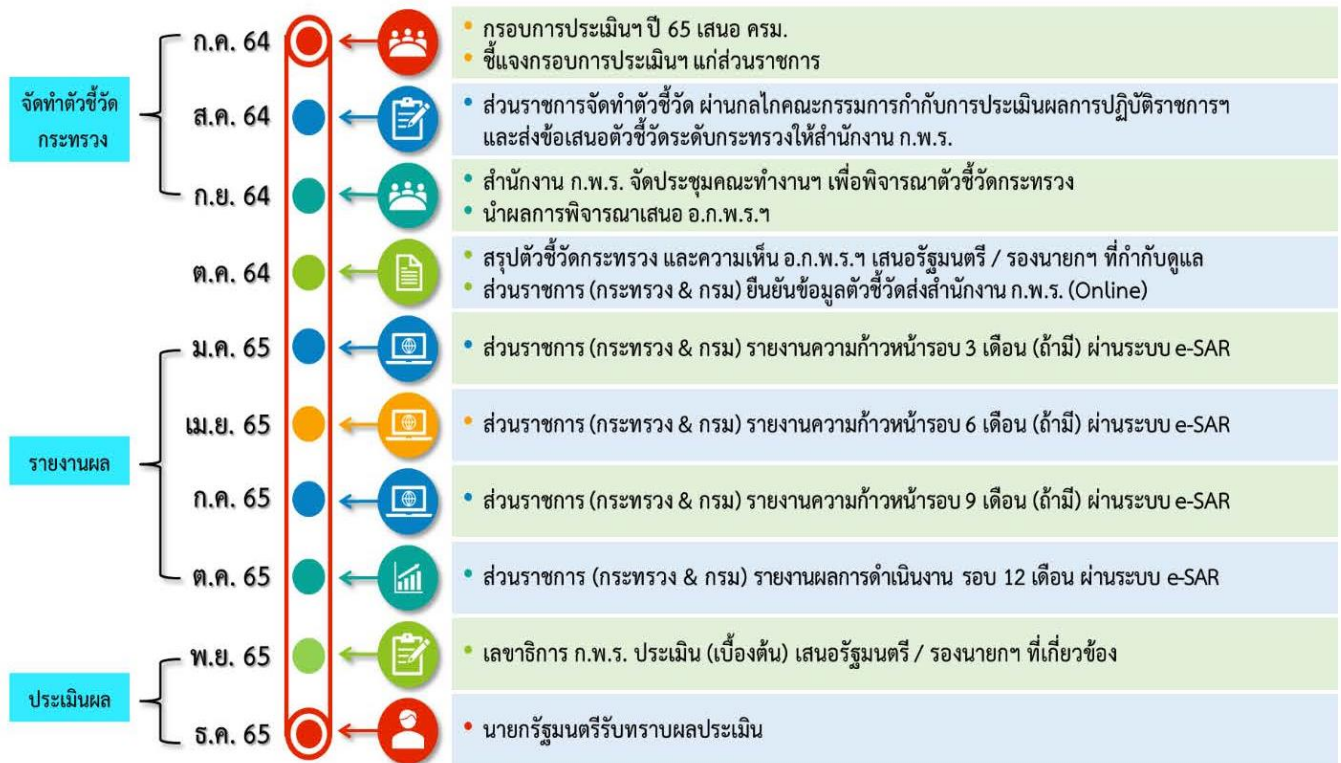 จัดทำตัวชี้วัด
กระทรวง
ก.ค. 64
• กรอบการประเมินฯ ปี 65 เสนอ ครม.
• ชี้แจงกรอบการประเมินฯ แก่ส่วนราชการ
ส.ค. 64
• ส่วนราชการจัดทำตัวชี้วัด ผ่านกลไกคณะกรรมการกำกับการประเมินผลการปฏิบัติราชการฯ
และส่งข้อเสนอตัวชี้วัดระดับกระทรวงให้สำนักงาน ก.พ.ร.
ก.ย. 64
• สำนักงาน ก.พ.ร. จัดประชุมคณะทำงานฯ เพื่อพิจารณาตัวชี้วัดกระทรวง
• นำผลการพิจารณาเสนอ อ.ก.พ.ร.ฯ
ต.ค. 64
• สรุปตัวชี้วัดกระทรวง และความเห็น อ.ก.พ.ร.ฯ เสนอรัฐมนตรี / รองนายกฯ ที่กำกับดูแล
• ส่วนราชการ (กระทรวง & กรม) ยืนยันข้อมูลตัวชี้วัดส่งสำนักงาน ก.พ.ร. (Online)
รายงานผล
ม.ค. 65
• ส่วนราชการ (กระทรวง & กรม) รายงานความก้าวหน้ารอบ 3 เดือน (ถ้ามี) ผ่านระบบ e-SAR
เม.ย. 65
• ส่วนราชการ (กระทรวง & กรม) รายงานความก้าวหน้ารอบ 6 เดือน (ถ้ามี) ผ่านระบบ e-SAR
ก.ค. 65
• ส่วนราชการ (กระทรวง & กรม) รายงานความก้าวหน้ารอบ 9 เดือน (ถ้ามี) ผ่านระบบ e-SAR
ต.ค. 65
• ส่วนราชการ (กระทรวง & กรม) รายงานผลการดำเนินงาน รอบ 12 เดือน ผ่านระบบ e-SAR
ประเมินผล
พ.ย. 65
• เลขาธิการ ก.พ.ร. ประเมิน (เบื้องต้น) เสนอรัฐมนตรี / รองนายกฯ ที่เกี่ยวข้อง
ธ.ค. 65
• นายกรัฐมนตรีรับทราบผลประเมิน